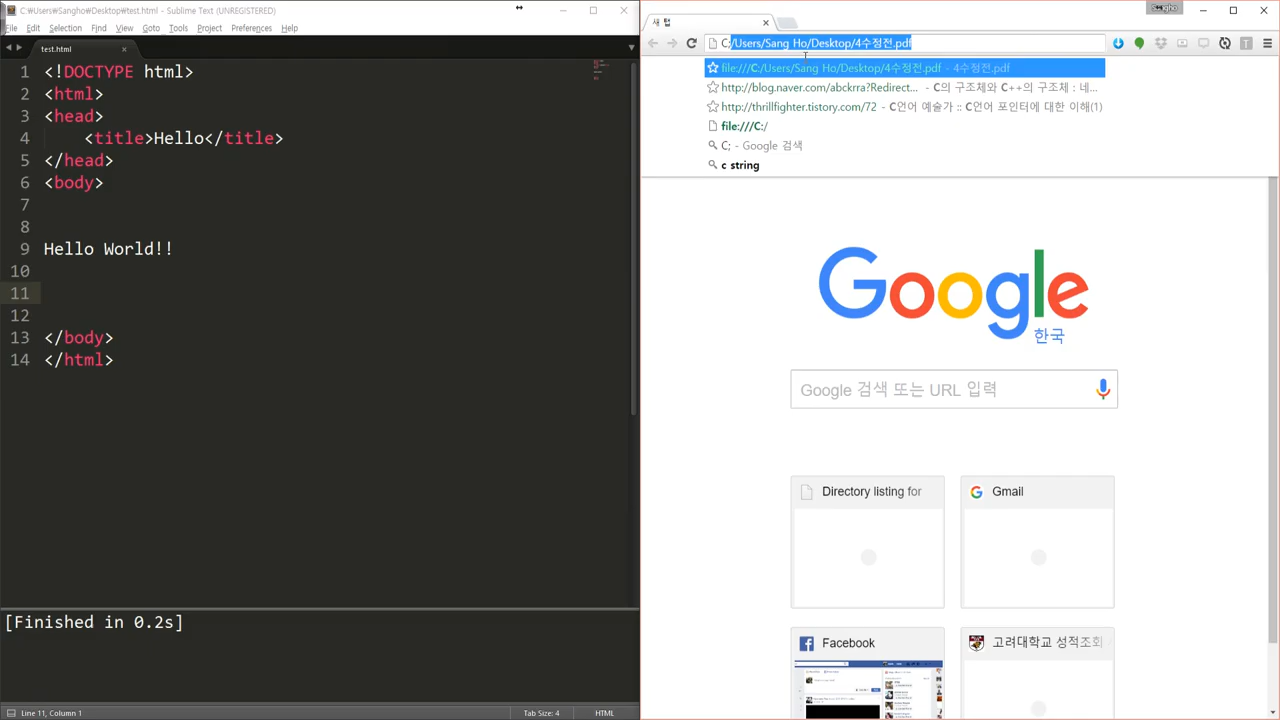 C:₩Users₩Sangho₩Desktop₩test.html - Sublime Text (UNREGISTERED)
File Edit Selection Find View Goto Tools Project Preferences Help
test.html
1 <!DOCTYPE html>
2 <html>
3 <head>
4 <title>Hello</title>
5 </head>
6 <body>
7
8
9 Hello World!!
10
11
12
13 </body>
14 </html>
[Finished in 0.2s]
Line 11, Column 1
Tab Size: 4
HTML
새 탭
Sangho
C:/Users/Sang Ho/Desktop/4수정전.pdf
file:///C:/Users/Sang Ho/Desktop/4수정전.pdf - 4수정전.pdf
http://blog.naver.com/abckrra?Redirect... - C의 구조체와 C++의 구조체 : 네...
http://thrillfighter.tistory.com/72 - C언어 예술가 :: C언어 포인터에 대한 이해(1)
file:///C:/
C; - Google 검색
c string
Google
한국
Google 검색 또는 URL 입력
Directory listing for
Gmail
Facebook
고려대학교 성적조회